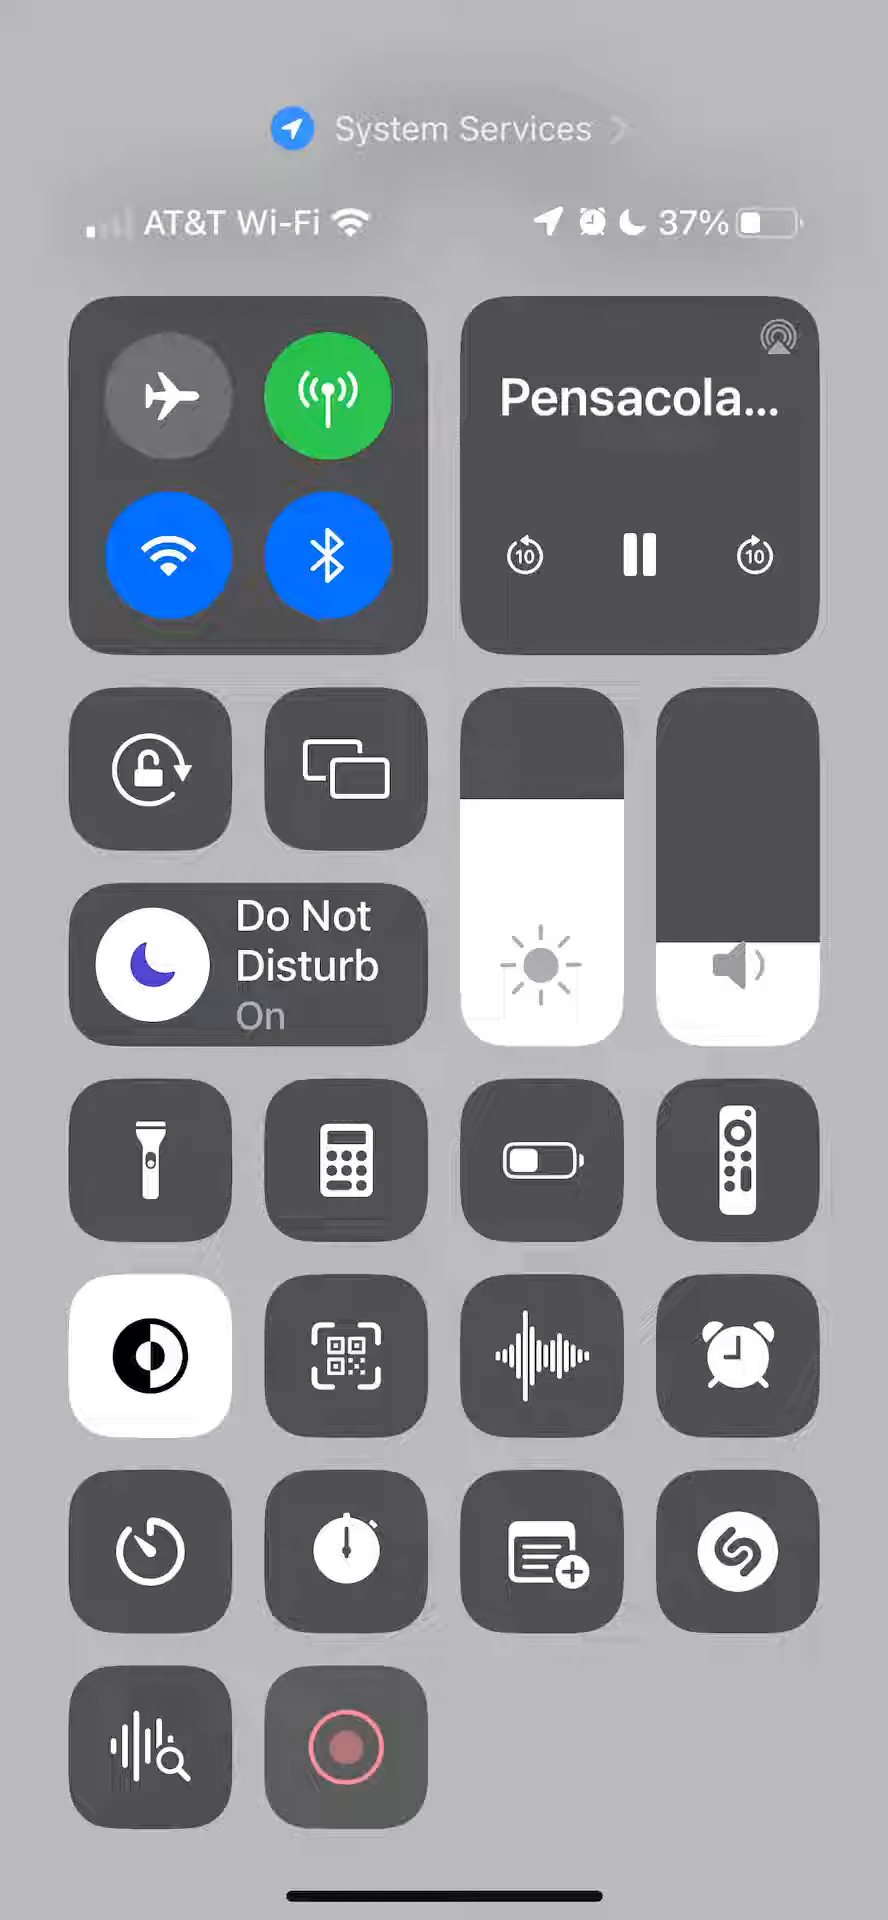 System Services
AT&T Wi-Fi 37%
Pensacola...
10 10
Do Not
Disturb
On